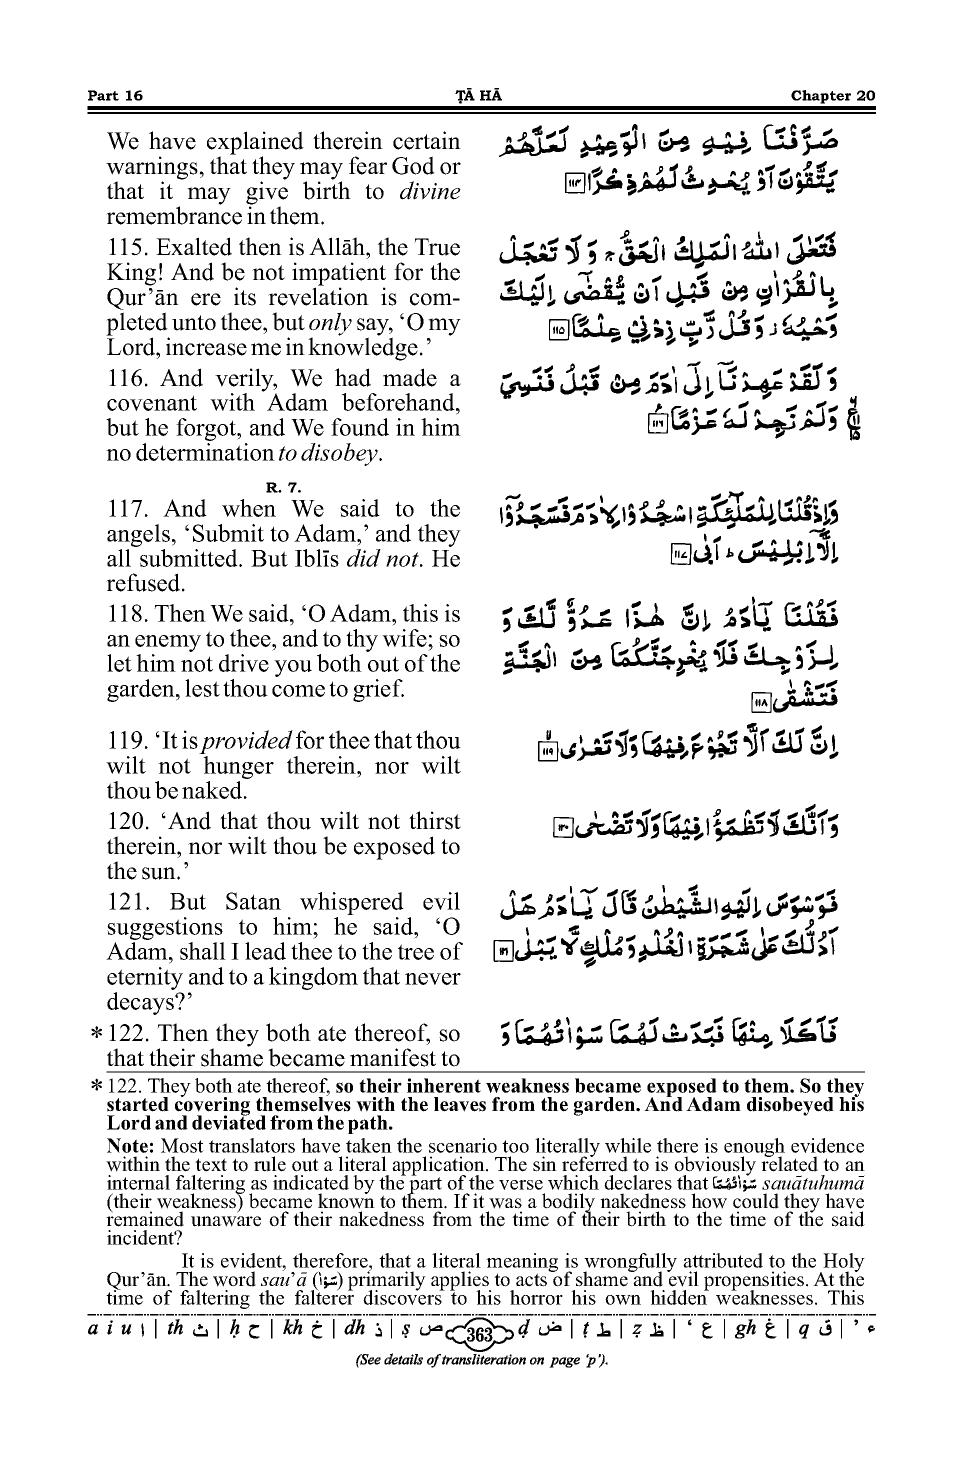 Part 16 ṬĀ HĀ Chapter 20
We have explained therein certain
warnings, that they may fear God or
that it may give birth to divine
remembrance in them.
صَرَّفْنَا فِيْهِ مِنَ الْوَعِيْدِ لَعَلَّهُمْ
يَتَّقُوْنَ اَوْ يُحْدِثُ لَهُمْ ذِكْرًا ۝۱۱۴
115. Exalted then is Allāh, the True
King! And be not impatient for the
Qur’ān ere its revelation is com-
pleted unto thee, but only say, ‘O my
Lord, increase me in knowledge.’
فَتَعٰلَى اللّٰهُ الْمَلِكُ الْحَقُّ ۚ وَ لَا تَعْجَلْ
بِالْقُرْاٰنِ مِنْ قَبْلِ اَنْ يُّقْضٰٓى اِلَيْكَ
وَحْيُهٗ ؗ وَ قُلْ رَّبِّ زِدْنِيْ عِلْمًا ۝۱۱۵
116. And verily, We had made a
covenant with Adam beforehand,
but he forgot, and We found in him
no determination to disobey.
وَ لَقَدْ عَهِدْنَآ اِلٰٓى اٰدَمَ مِنْ قَبْلُ فَنَسِيَ
وَلَمْ نَجِدْ لَهٗ عَزْمًا ۝۱۱۶
R. 7.
117. And when We said to the
angels, ‘Submit to Adam,’ and they
all submitted. But Iblīs did not. He
refused.
وَاِذْ قُلْنَا لِلْمَلٰٓئِكَةِ اسْجُدُوْا لِاٰدَمَ فَسَجَدُوْٓا
اِلَّآ اِبْلِيْسَ ؕ اَبٰى ۝۱۱۷
118. Then We said, ‘O Adam, this is
an enemy to thee, and to thy wife; so
let him not drive you both out of the
garden, lest thou come to grief.
فَقُلْنَا يٰٓاٰدَمُ اِنَّ هٰذَا عَدُوٌّ لَّكَ وَ
لِزَوْجِكَ فَلَا يُخْرِجَنَّكُمَا مِنَ الْجَنَّةِ
فَتَشْقٰى ۝۱۱۸
119. ‘It is provided for thee that thou
wilt not hunger therein, nor wilt
thou be naked.
اِنَّ لَكَ اَلَّا تَجُوْعَ فِيْهَا وَلَا تَعْرٰى ۝۱۱۹
120. ‘And that thou wilt not thirst
therein, nor wilt thou be exposed to
the sun.’
وَ اَنَّكَ لَا تَظْمَؤُا فِيْهَا وَلَا تَضْحٰى ۝۱۲۰
121. But Satan whispered evil
suggestions to him; he said, ‘O
Adam, shall I lead thee to the tree of
eternity and to a kingdom that never
decays?’
فَوَسْوَسَ اِلَيْهِ الشَّيْطٰنُ قَالَ يٰٓاٰدَمُ هَلْ
اَدُلُّكَ عَلٰى شَجَرَةِ الْخُلْدِ وَ مُلْكٍ لَّا يَبْلٰى ۝۱۲۱
*122. Then they both ate thereof, so
that their shame became manifest to
فَاَكَلَا مِنْهَا فَبَدَتْ لَهُمَا سَوْاٰتُهُمَا وَ
*122. They both ate thereof, so their inherent weakness became exposed to them. So they
started covering themselves with the leaves from the garden. And Adam disobeyed his
Lord and deviated from the path.
Note: Most translators have taken the scenario too literally while there is enough evidence
within the text to rule out a literal application. The sin referred to is obviously related to an
internal faltering as indicated by the part of the verse which declares that سَوْاٰتُهُمَا sauātuhumā
(their weakness) became known to them. If it was a bodily nakedness how could they have
remained unaware of their nakedness from the time of their birth to the time of the said
incident?
It is evident, therefore, that a literal meaning is wrongfully attributed to the Holy
Qur’ān. The word sau’ā (سَوْاٰ) primarily applies to acts of shame and evil propensities. At the
time of faltering the falterer discovers to his horror his own hidden weaknesses. This
a i u ا | th ث | ḥ ح | kh خ | dh ذ | ṣ ص 363 ḍ ض | ṭ ط | ẓ ظ | ‘ ع | gh غ | q ق | ’ ء
(See details of transliteration on page ‘p’).